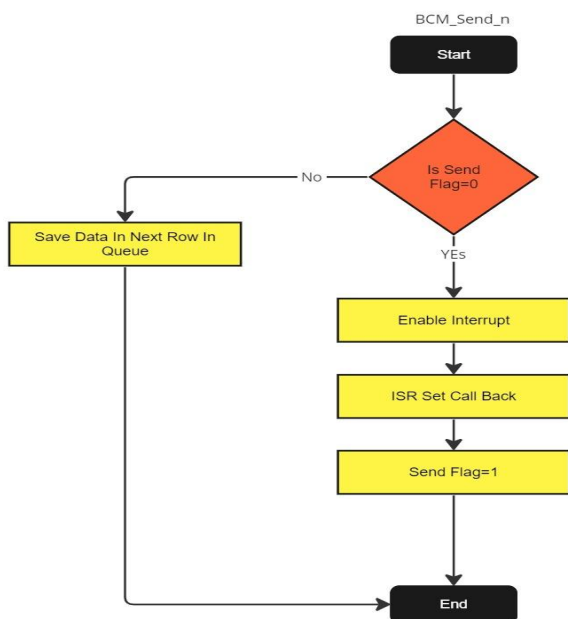 BCM_Send_n
Start
Is Send
Flag=0
No
Save Data In Next Row In
Queue
YEs
Enable Interrupt
ISR Set Call Back
Send Flag=1
End